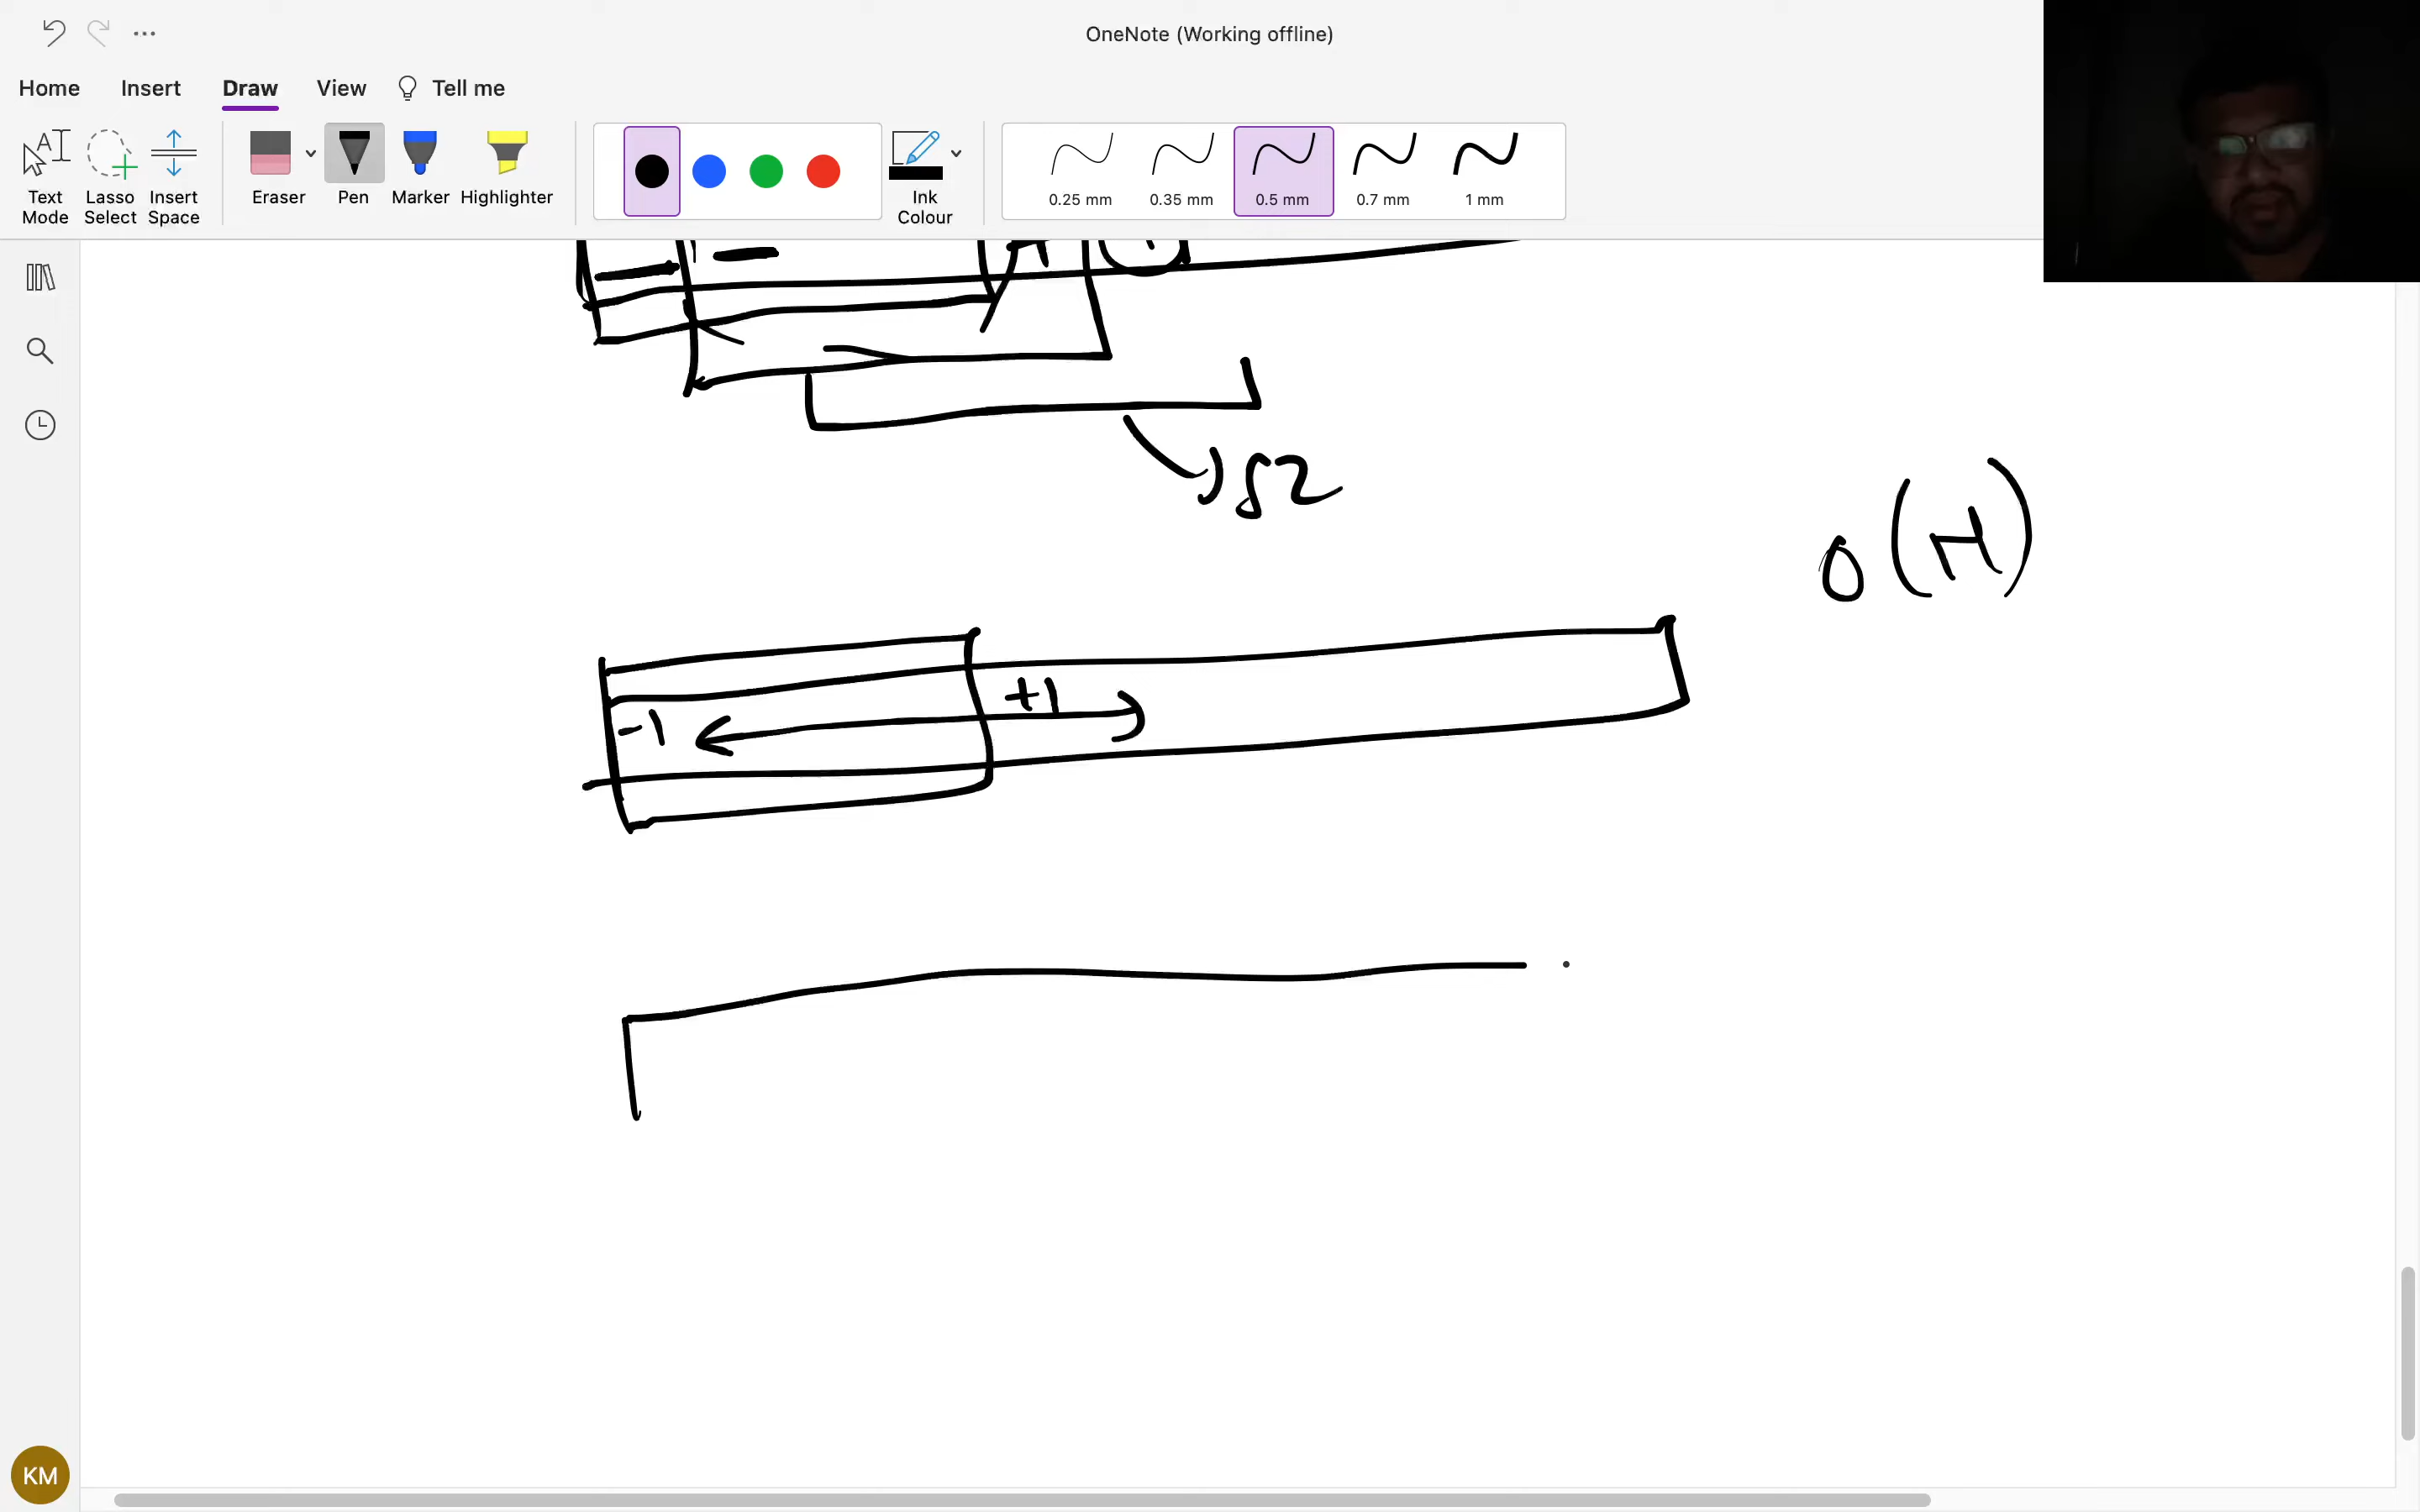 OneNote (Working offline)
Home Insert Draw View Tell me
Text Mode
Lasso Select
Insert Space
Eraser
Pen
Marker
Highlighter
Ink Colour
0.25 mm
0.35 mm
0.5 mm
0.7 mm
1 mm
S2
O(N)
+1
-1
KM